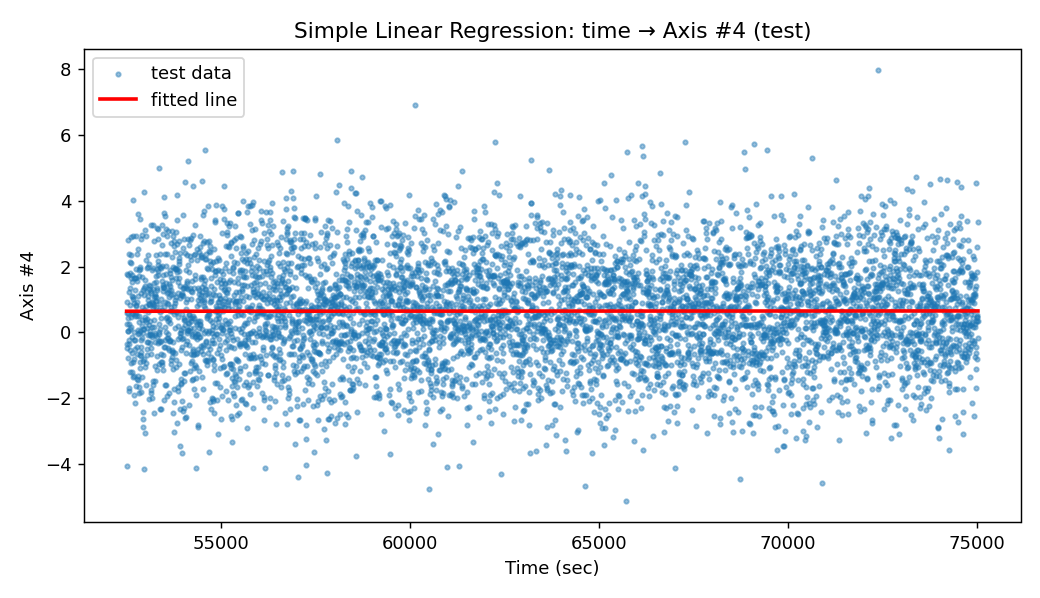 Simple Linear Regression: time → Axis #4 (test)
test data
fitted line
8
6
4
2
0
−2
−4
Axis #4
55000
60000
65000
70000
75000
Time (sec)